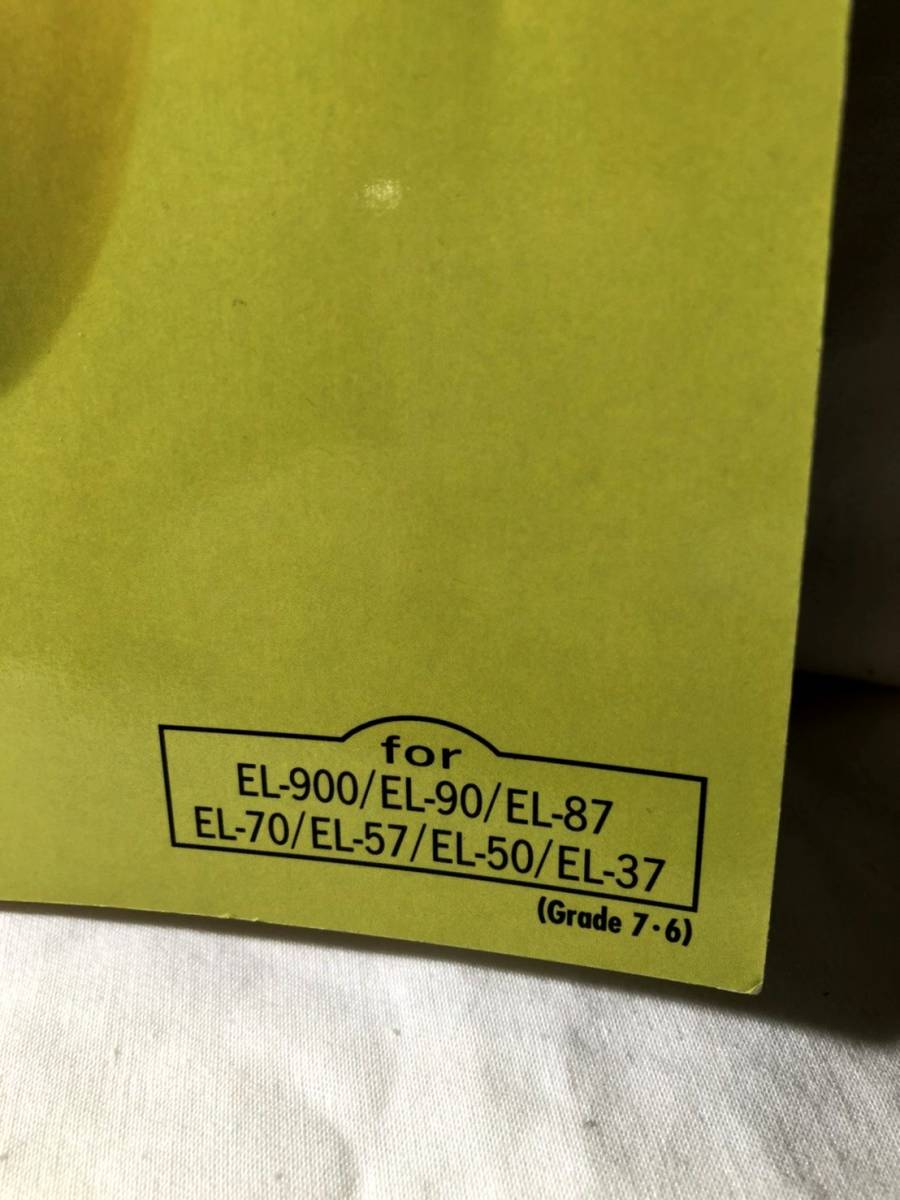 for
EL-900/EL-90/EL-87
EL-70/EL-57/EL-50/EL-37
(Grade 7・6)